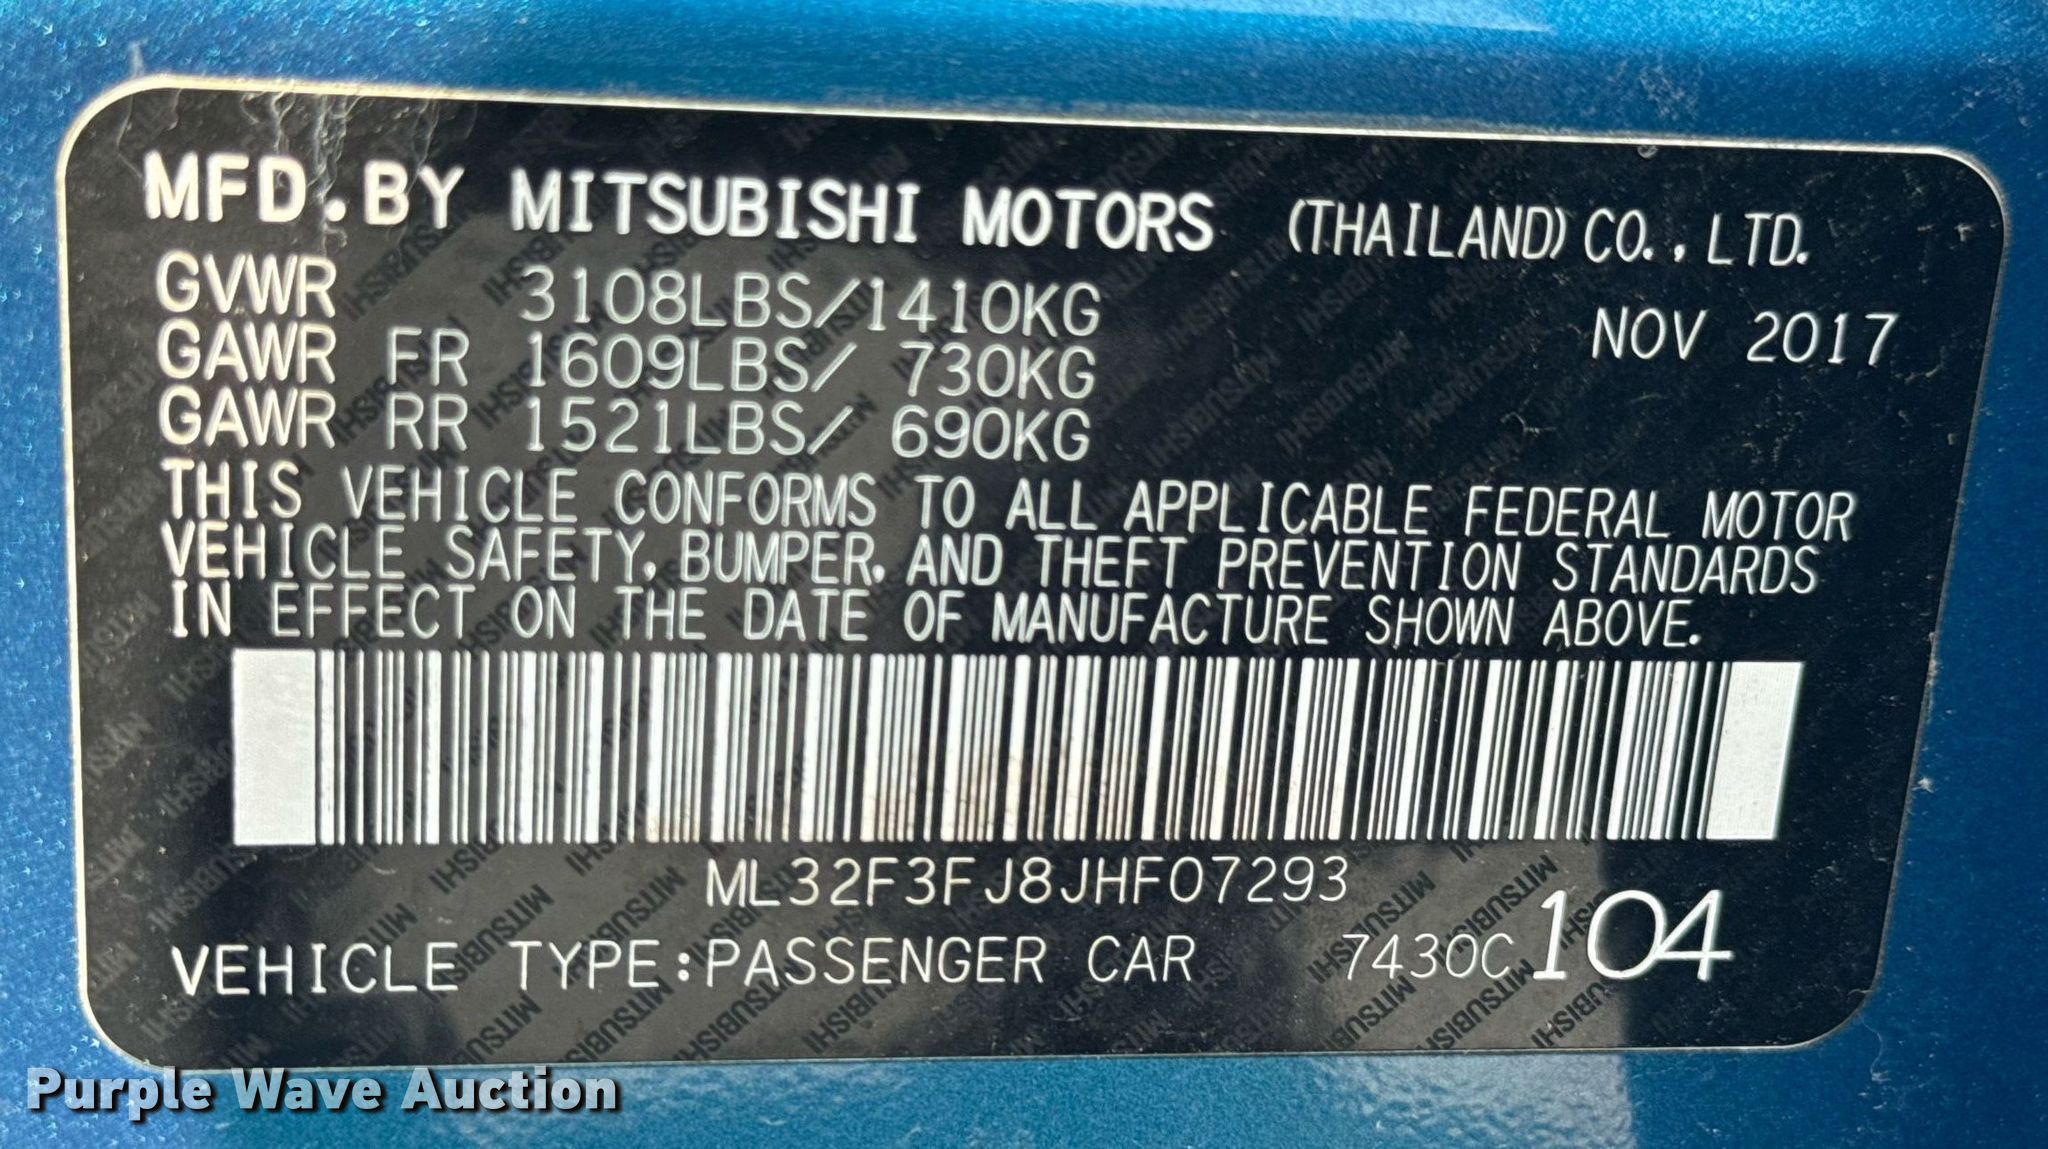 MFD.BY MITSUBISHI MOTORS (THAILAND) CO., LTD.
GVWR 3108LBS/1410KG
NOV 2017
GAWR FR 1609LBS/ 730KG
GAWR RR 1521LBS/ 690KG
THIS VEHICLE CONFORMS TO ALL APPLICABLE FEDERAL MOTOR
VEHICLE SAFETY, BUMPER, AND THEFT PREVENTION STANDARDS
IN EFFECT ON THE DATE OF MANUFACTURE SHOWN ABOVE.
ML32F3FJ8JHF07293
VEHICLE TYPE:PASSENGER CAR 7430C 104
Purple Wave Auction